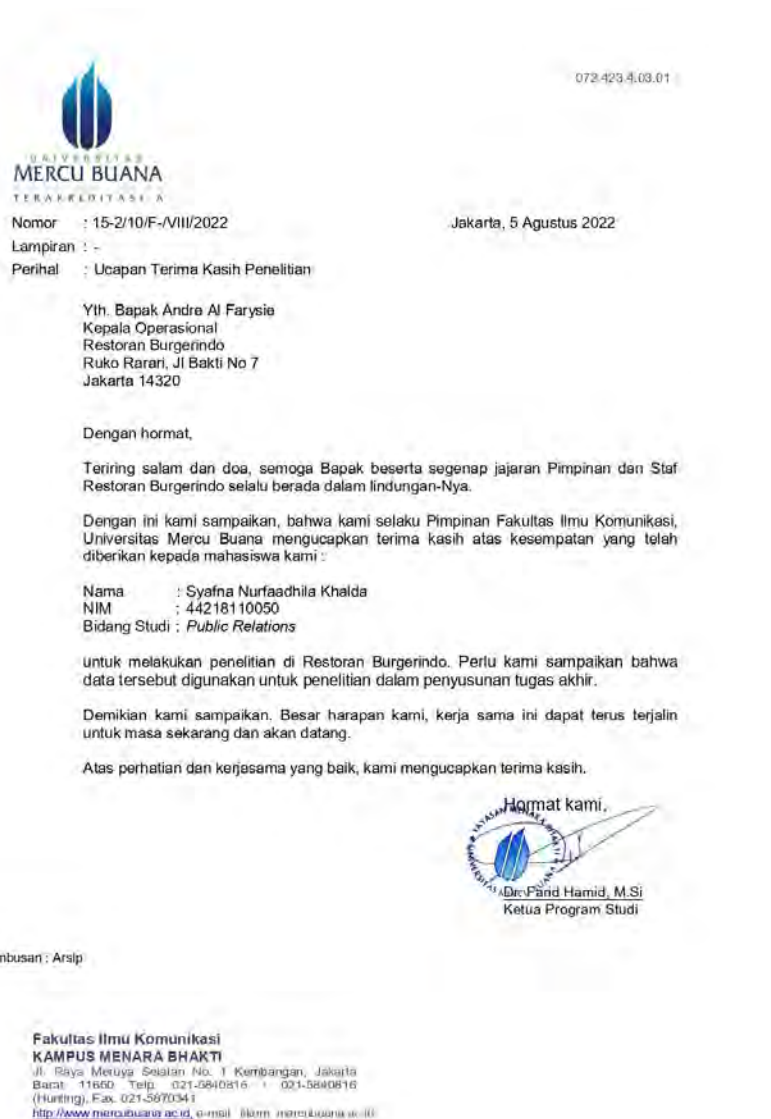 072.423.4.03.01
UNIVERSITAS
MERCU BUANA
TERAKREDITASI A
Nomor : 15-2/10/F-/VIII/2022
Jakarta, 5 Agustus 2022
Lampiran : -
Perihal : Ucapan Terima Kasih Penelitian
Yth. Bapak Andre Al Farysie
Kepala Operasional
Restoran Burgerindo
Ruko Rarari, Jl Bakti No 7
Jakarta 14320
Dengan hormat,
Teriring salam dan doa, semoga Bapak beserta segenap jajaran Pimpinan dan Staf
Restoran Burgerindo selalu berada dalam lindungan-Nya.
Dengan ini kami sampaikan, bahwa kami selaku Pimpinan Fakultas Ilmu Komunikasi,
Universitas Mercu Buana mengucapkan terima kasih atas kesempatan yang telah
diberikan kepada mahasiswa kami :
Nama : Syafna Nurfaadhila Khalda
NIM : 44218110050
Bidang Studi : Public Relations
untuk melakukan penelitian di Restoran Burgerindo. Perlu kami sampaikan bahwa
data tersebut digunakan untuk penelitian dalam penyusunan tugas akhir.
Demikian kami sampaikan. Besar harapan kami, kerja sama ini dapat terus terjalin
untuk masa sekarang dan akan datang.
Atas perhatian dan kerjasama yang baik, kami mengucapkan terima kasih.
Hormat kami,
YAYASAN MENARA BHAKTI
UNIVERSITAS BUANA
Dr. Farid Hamid, M.Si
Ketua Program Studi
mbusan : Arsip
Fakultas Ilmu Komunikasi
KAMPUS MENARA BHAKTI
Jl. Raya Meruya Selatan No. 1 Kembangan, Jakarta
Barat 11650 Telp. 021-5840816 / 021-5840816
(Hunting), Fax. 021-5870341
http://www.mercubuana.ac.id, e-mail